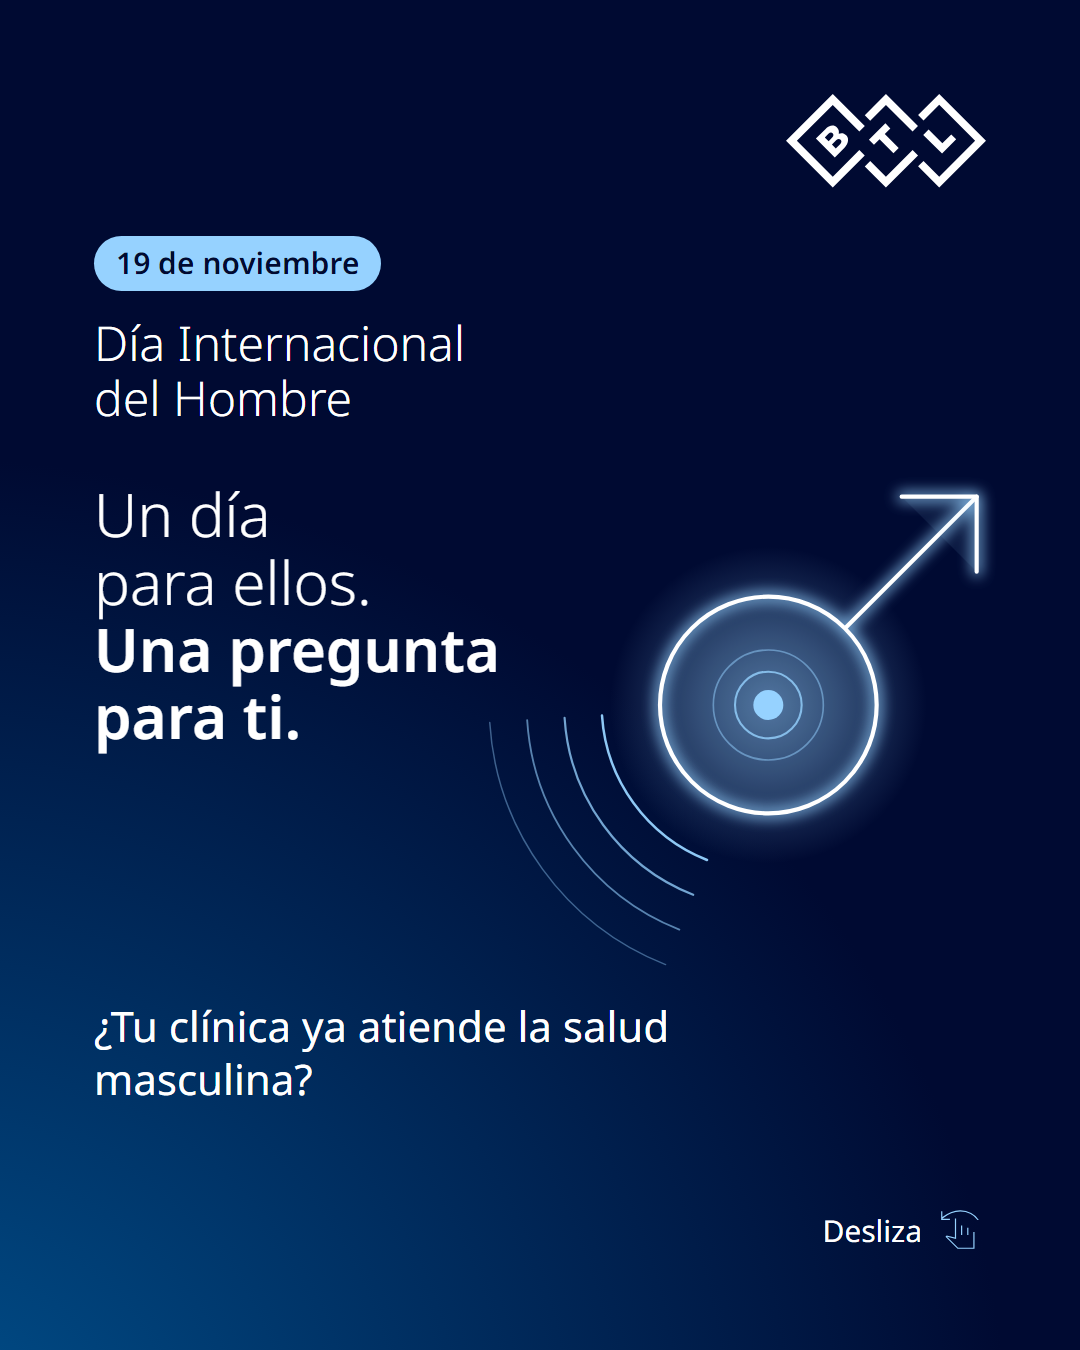 BTL
19 de noviembre
Día Internacional
del Hombre
Un día
para ellos.
Una pregunta
para ti.
¿Tu clínica ya atiende la salud
masculina?
Desliza